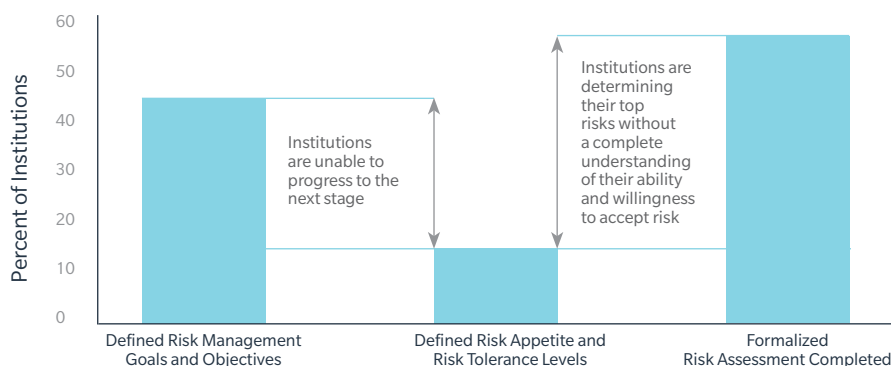 Percent of Institutions
60
50
40
30
20
10
0
Institutions
are unable to
progress to the
next stage
Institutions are
determining
their top
risks without
a complete
understanding
of their ability
and willingness
to accept risk
Defined Risk Management
Goals and Objectives
Defined Risk Appetite and
Risk Tolerance Levels
Formalized
Risk Assessment Completed